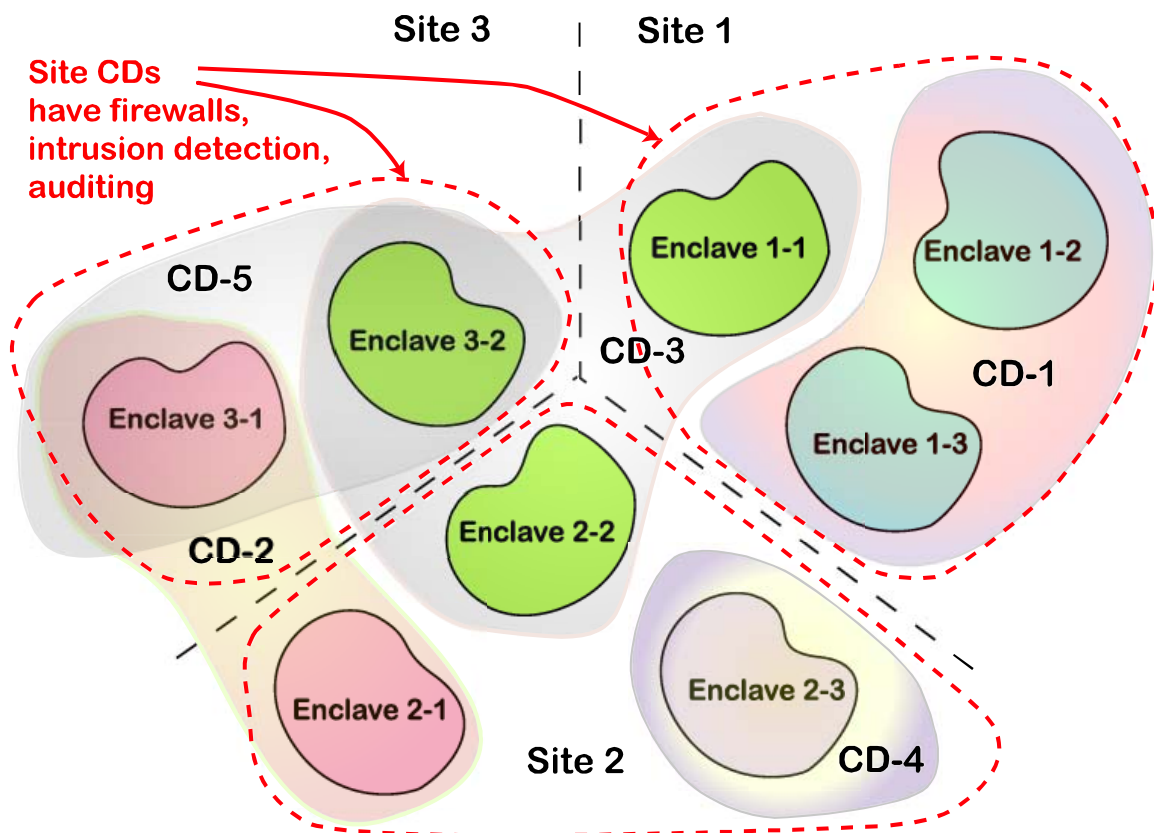 Site 3
Site 1
Site CDs
have firewalls,
intrusion detection,
auditing
Enclave 1-1
Enclave 1-2
CD-5
Enclave 3-2
CD-3
CD-1
Enclave 3-1
Enclave 1-3
Enclave 2-2
CD-2
Enclave 2-3
Enclave 2-1
Site 2
CD-4